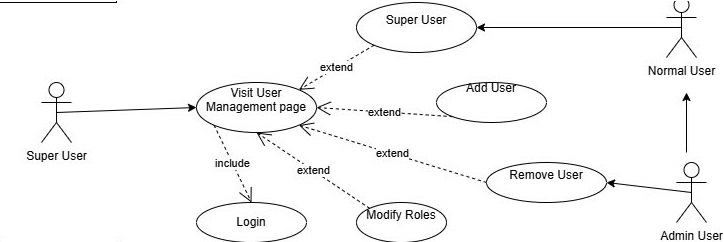 Super User
Normal User
extend
Visit User
Management page
Add User
extend
Super User
include
extend
extend
Remove User
Login
Modify Roles
Admin User